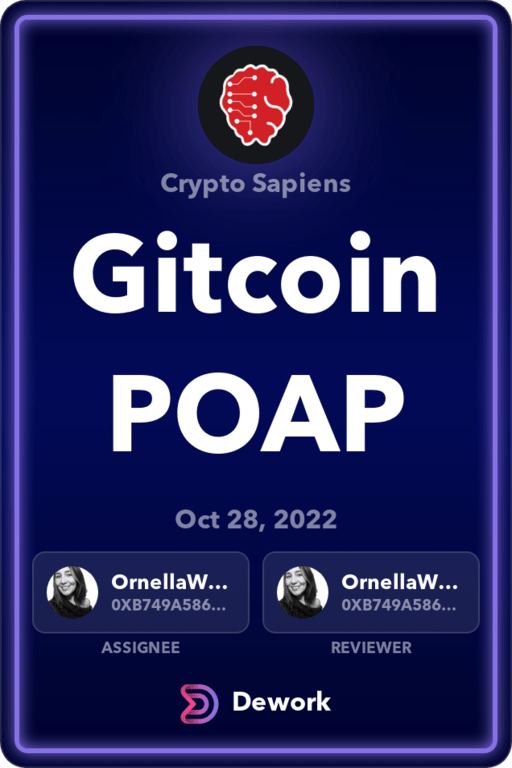 Crypto Sapiens
Gitcoin
POAP
Oct 28, 2022
OrnellaW... OrnellaW...
0XB749A586... 0XB749A586...
ASSIGNEE REVIEWER
Dework